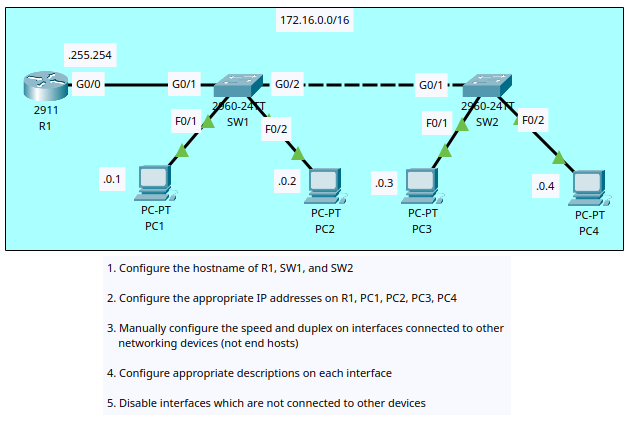 172.16.0.0/16
.255.254
G0/0
G0/1
G0/2
G0/1
2911
R1
2960-24TT
SW1
2960-24TT
SW2
F0/1
F0/2
F0/1
F0/2
.0.1
.0.2
.0.3
.0.4
PC-PT
PC1
PC-PT
PC2
PC-PT
PC3
PC-PT
PC4
1. Configure the hostname of R1, SW1, and SW2
2. Configure the appropriate IP addresses on R1, PC1, PC2, PC3, PC4
3. Manually configure the speed and duplex on interfaces connected to other
networking devices (not end hosts)
4. Configure appropriate descriptions on each interface
5. Disable interfaces which are not connected to other devices